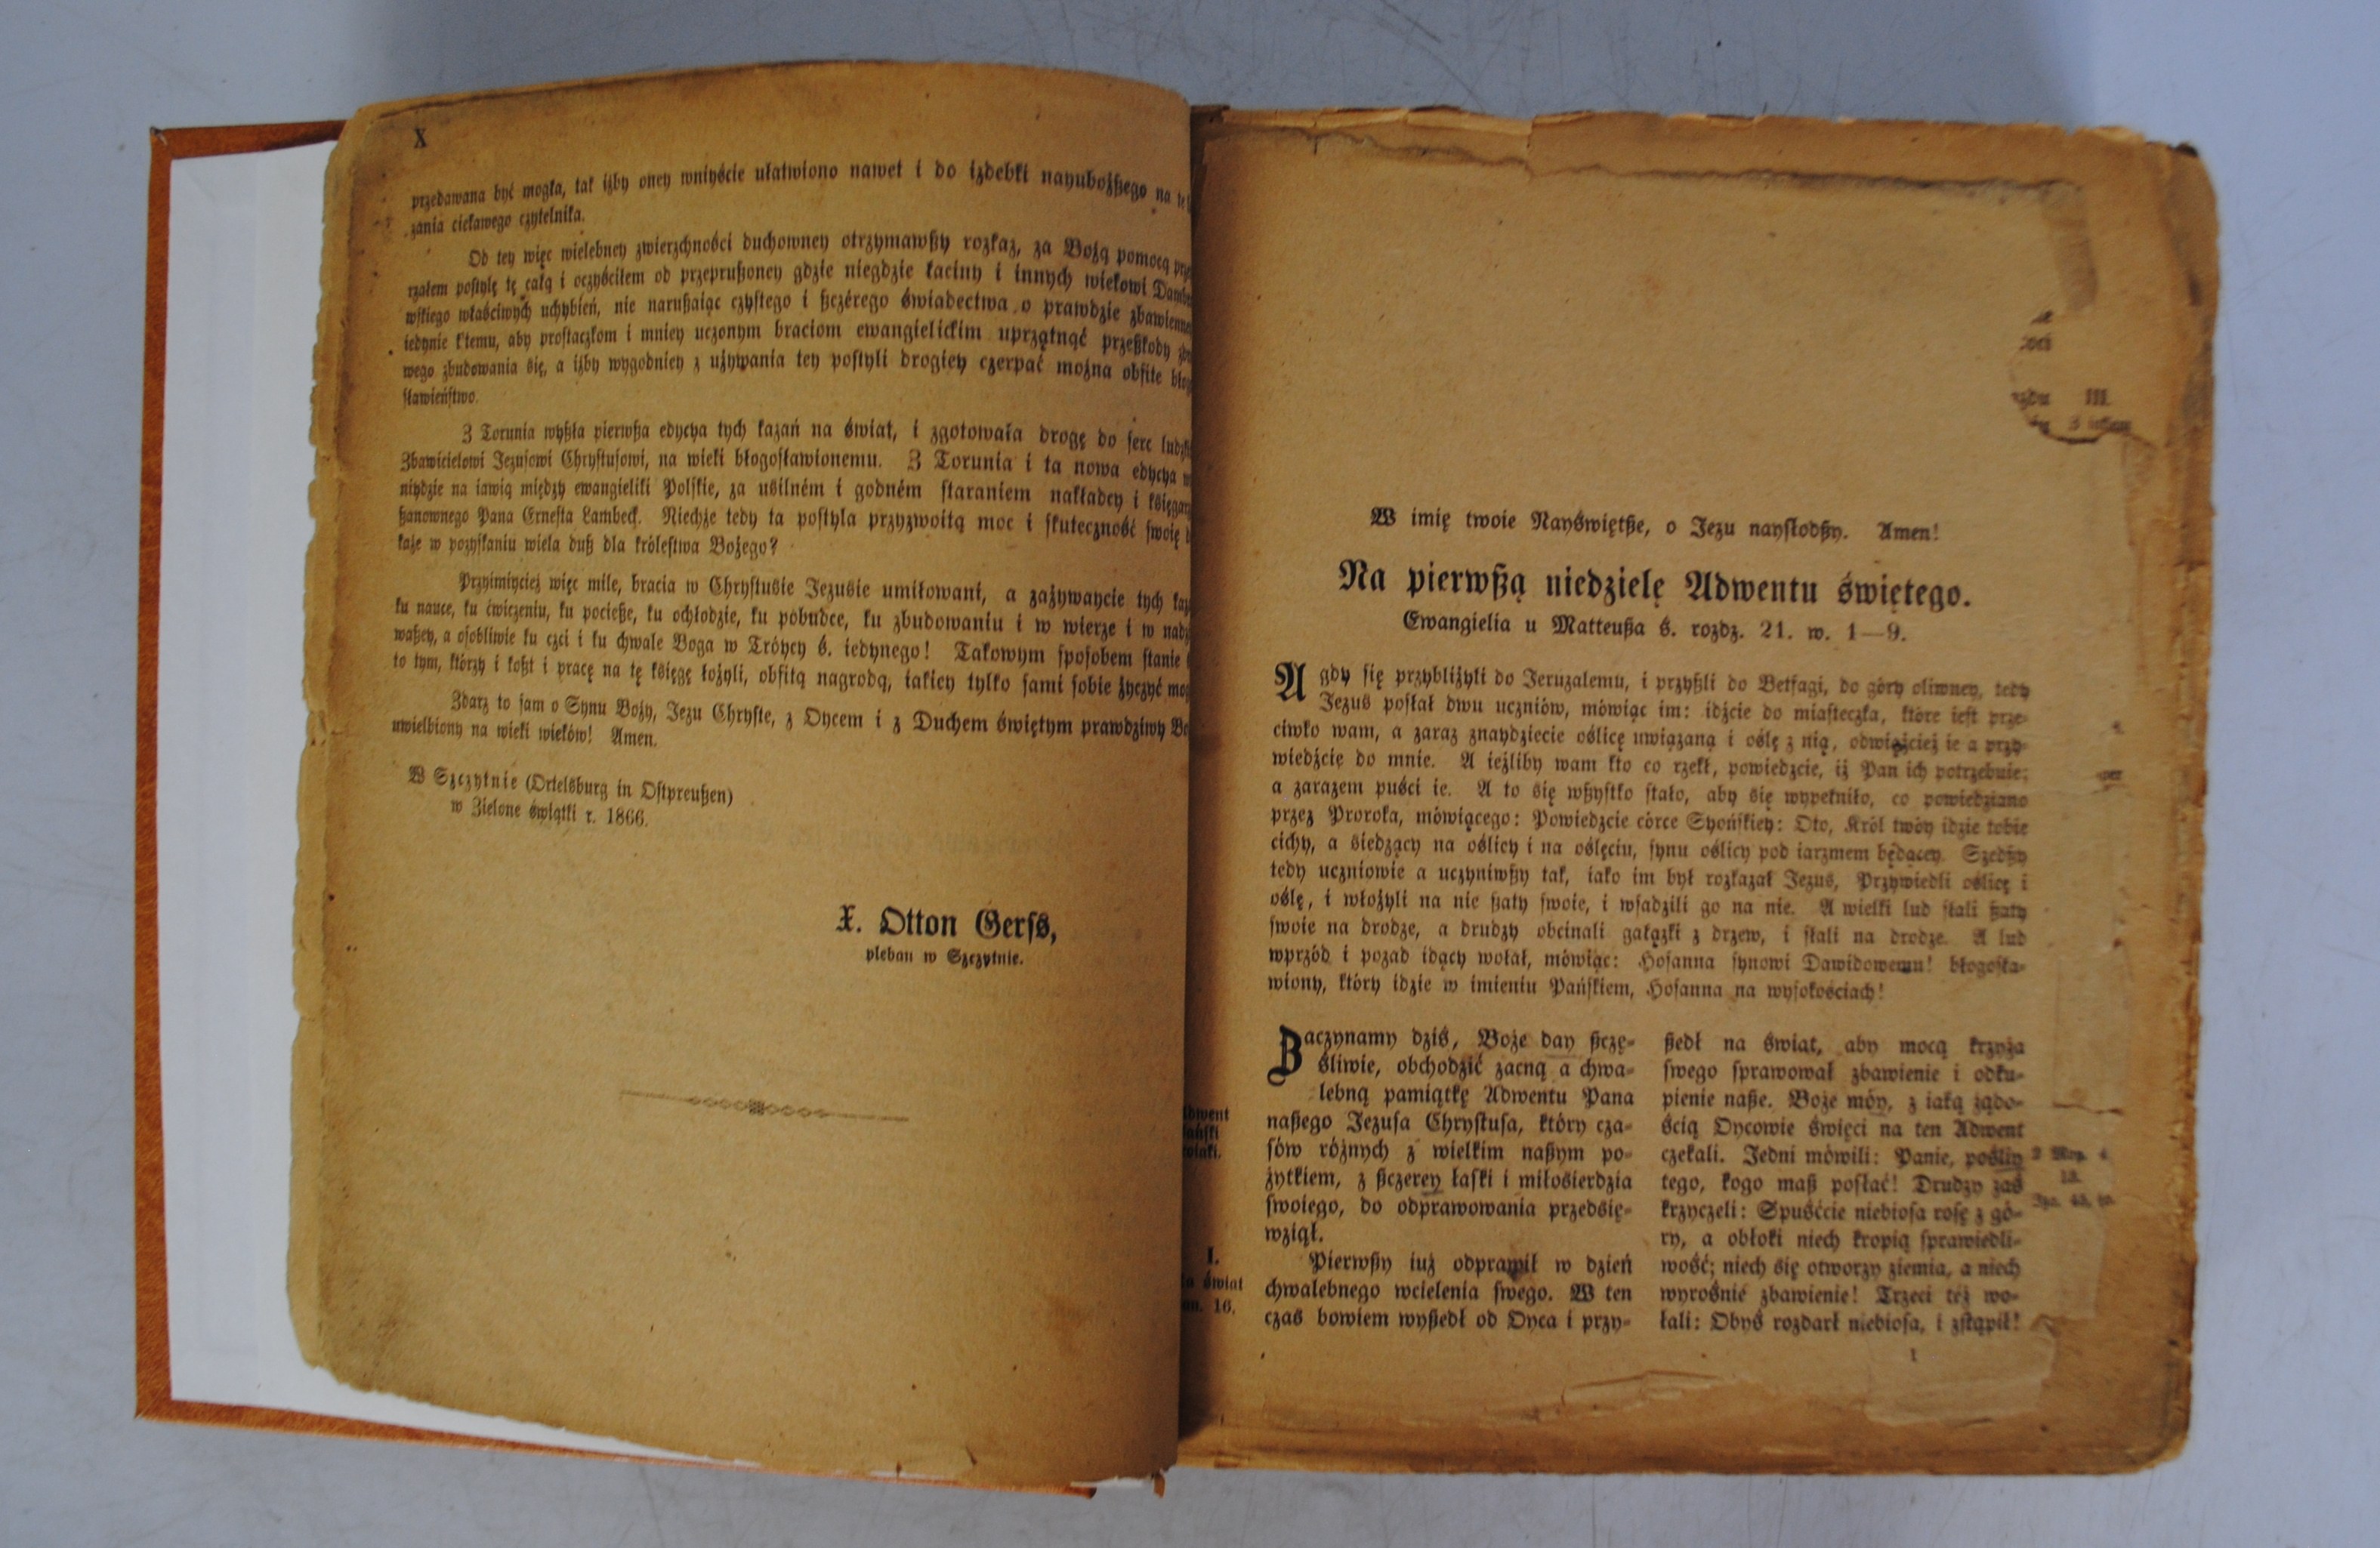 X
przedawana być mogła, tak iżby oney wniyście ułatwiono nawet i do izdebki nayuboższego na
zania ciekawego czytelnika.
Od tey więc wielebney zwierzchności duchowney otrzymawszy rozkaz, za Bożą pomocą
rzałem postylę tę całą i oczyściłem od przepruszoney gdzie niegdzie łaciny i innych wiekowi
wskiego właściwych uchybień, nie naruszaiąc czystego i szczérego świadectwa o prawdzie
iedynie k'temu, aby prostaczkom i mniey uczonym braciom ewangielickim uprzątnąć przeszkody
wego zbudowania się, a iżby wygodniey z używania tey postyli drogiey czerpać można obfite
sławieństwo.
Z Torunia wyszła pierwsza edycya tych kazań na świat, i zgotowała drogę do serc
Zbawicielowi Jezusowi Chrystusowi, na wieki błogosławionemu. Z Torunia i ta nowa edycya
niydzie na iawią między ewangieliki Polskie, za usilném i godném staraniem nakładcy i
szanownego Pana Ernesta Lambeck. Niechże tedy ta postyla przyzwoitą moc i skuteczność swoię
każe w pozyskaniu wiela dusz dla królestwa Bożego?
Przyimiycież więc mile, bracia w Chrystusie Jezusie umiłowani, a zażywaycie tych
ku nauce, ku ćwiczeniu, ku pociesze, ku ochłodzie, ku pobudce, ku zbudowaniu i w wierze i w
waszey, a osobliwie ku czci i ku chwale Boga w Tróycy ś. iedynego! Takowym sposobem stanie
to tym, którzy i koszt i pracę na tę księgę łożyli, obfitą nagrodą, iakiey tylko sami sobie życzyć
Zdarz to sam o Synu Boży, Jezu Chryste, z Oycem i z Duchem świętym prawdziwy
uwielbiony na wieki wieków! Amen.
W Szczytnie (Ortelsburg in Ostpreußen)
w Zielone świątki r. 1866.
X. Otton Gerss,
pleban w Szczytnie.
W imię twoie Nayświętsze, o Jezu naysłodszy. Amen!
Na pierwszą niedzielę Adwentu świętego.
Ewangielia u Matteusza ś. rozdz. 21. w. 1—9.
A gdy się przybliżyli do Jeruzalemu, i przyszli do Betfagi, do góry oliwney, tedy
Jezus posłał dwu uczniów, mówiąc im: idźcie do miasteczka, które iest prze-
ciwko wam, a zaraz znaydziecie oślicę uwiązaną i oślę z nią, odwiążcież ie a przy-
wiedźcie do mnie. A ieźliby wam kto co rzekł, powiedzcie, iż Pan ich potrzebuie;
a zarazem puści ie. A to się wszystko stało, aby się wypełniło, co powiedziano
przez Proroka, mówiącego: Powiedzcie córce Syońskiey: Oto, Król twóy idzie tobie
cichy, a siedzący na oślicy i na oślęciu, synu oślicy pod iarzmem będącey. Szedszy
tedy uczniowie a uczyniwszy tak, iako im był rozkazał Jezus, Przywiedli oślicę i
oślę, i włożyli na nie szaty swoie, i wsadzili go na nie. A wielki lud słali szaty
swoie na drodze, a drudzy obcinali gałązki z drzew, i słali na drodze. A lud
wprzód i pozad idący wołał, mówiąc: Hosanna synowi Dawidowemu! błogosła-
wiony, który idzie w imieniu Pańskiem, Hosanna na wysokościach!
Zaczynamy dziś, Boże day szczę-
śliwie, obchodzić zacną a chwa-
lebną pamiątkę Adwentu Pana
naszego Jezusa Chrystusa, który cza-
sów różnych z wielkim naszym po-
żytkiem, z szczerey łaski i miłosierdzia
swoiego, do odprawowania przedsię-
wziął.
Pierwszy iuż odprawił w dzień
chwalebnego wcielenia swego. W ten
czas bowiem wyszedł od Oyca i przy-
I.
świat
16.
szedł na świat, aby mocą krzyża
swego sprawował zbawienie i odku-
pienie nasze. Boże móy, z iaką żądo-
ścią Oycowie święci na ten Adwent
czekali. Jedni mówili: Panie, pośliy
tego, kogo masz posłać! Drudzy zaś
krzyczeli: Spuśćcie niebiosa rosę z gó-
ry, a obłoki niech kropią sprawiedli-
wość; niech się otworzy ziemia, a niech
wyrośnie zbawienie! Trzeci też wo-
łali: Obyś rozdarł niebiosa, i zstąpił!
1